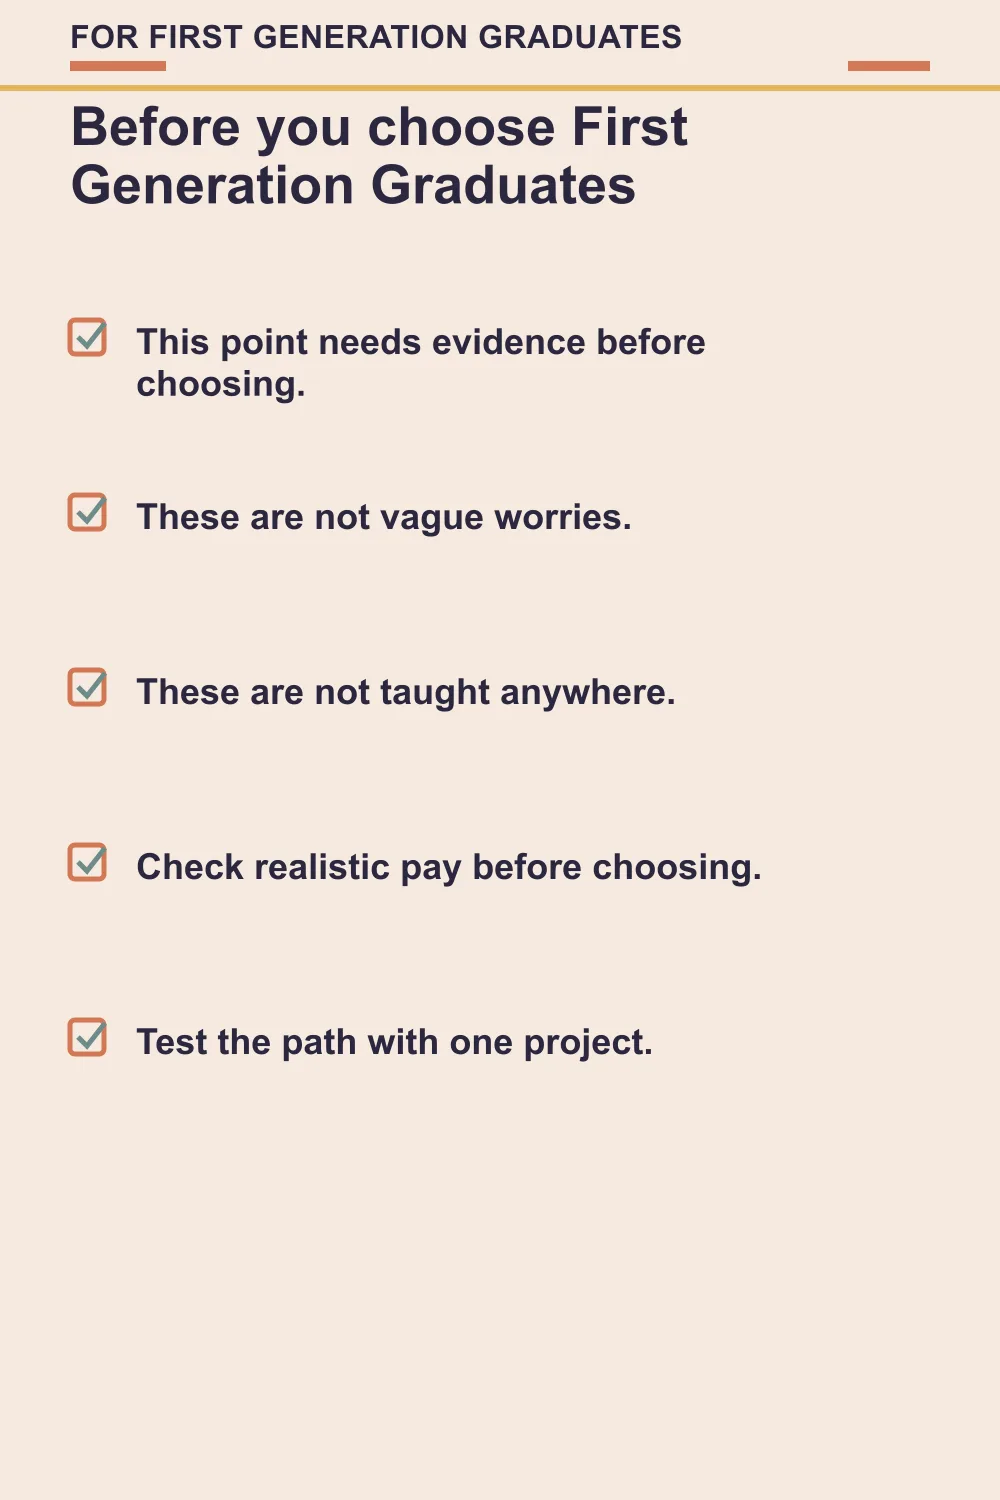 FOR FIRST GENERATION GRADUATES
Before you choose First
Generation Graduates
This point needs evidence before
choosing.
These are not vague worries.
These are not taught anywhere.
Check realistic pay before choosing.
Test the path with one project.